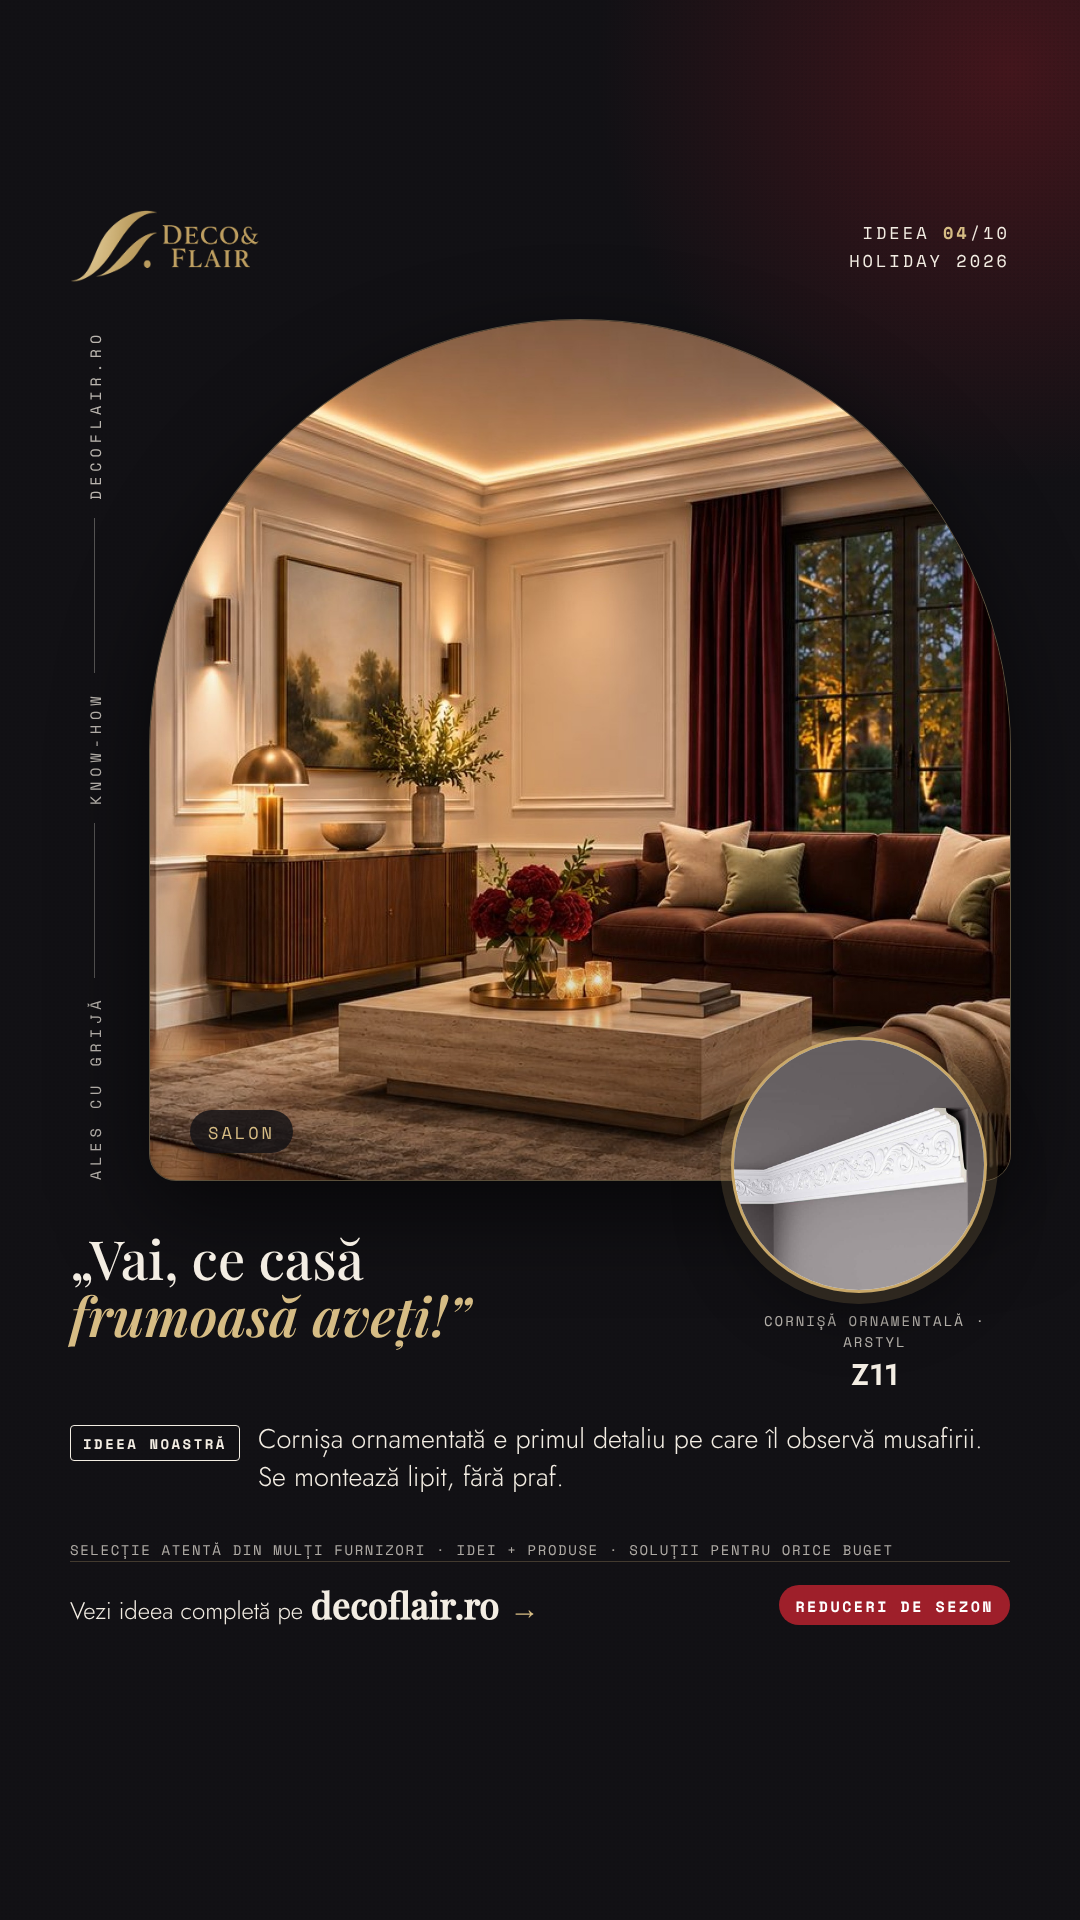 DECO&
FLAIR
IDEEA 04/10
HOLIDAY 2026
DECOFLAIR.RO
KNOW-HOW
ALES CU GRIJĂ
SALON
„Vai, ce casă
frumoasă aveți!”
CORNIȘĂ ORNAMENTALĂ ·
ARSTYL
Z11
IDEEA NOASTRĂ
Cornișa ornamentată e primul detaliu pe care îl observă musafirii.
Se montează lipit, fără praf.
SELECȚIE ATENTĂ DIN MULȚI FURNIZORI · IDEI + PRODUSE · SOLUȚII PENTRU ORICE BUGET
Vezi ideea completă pe decoflair.ro →
REDUCERI DE SEZON